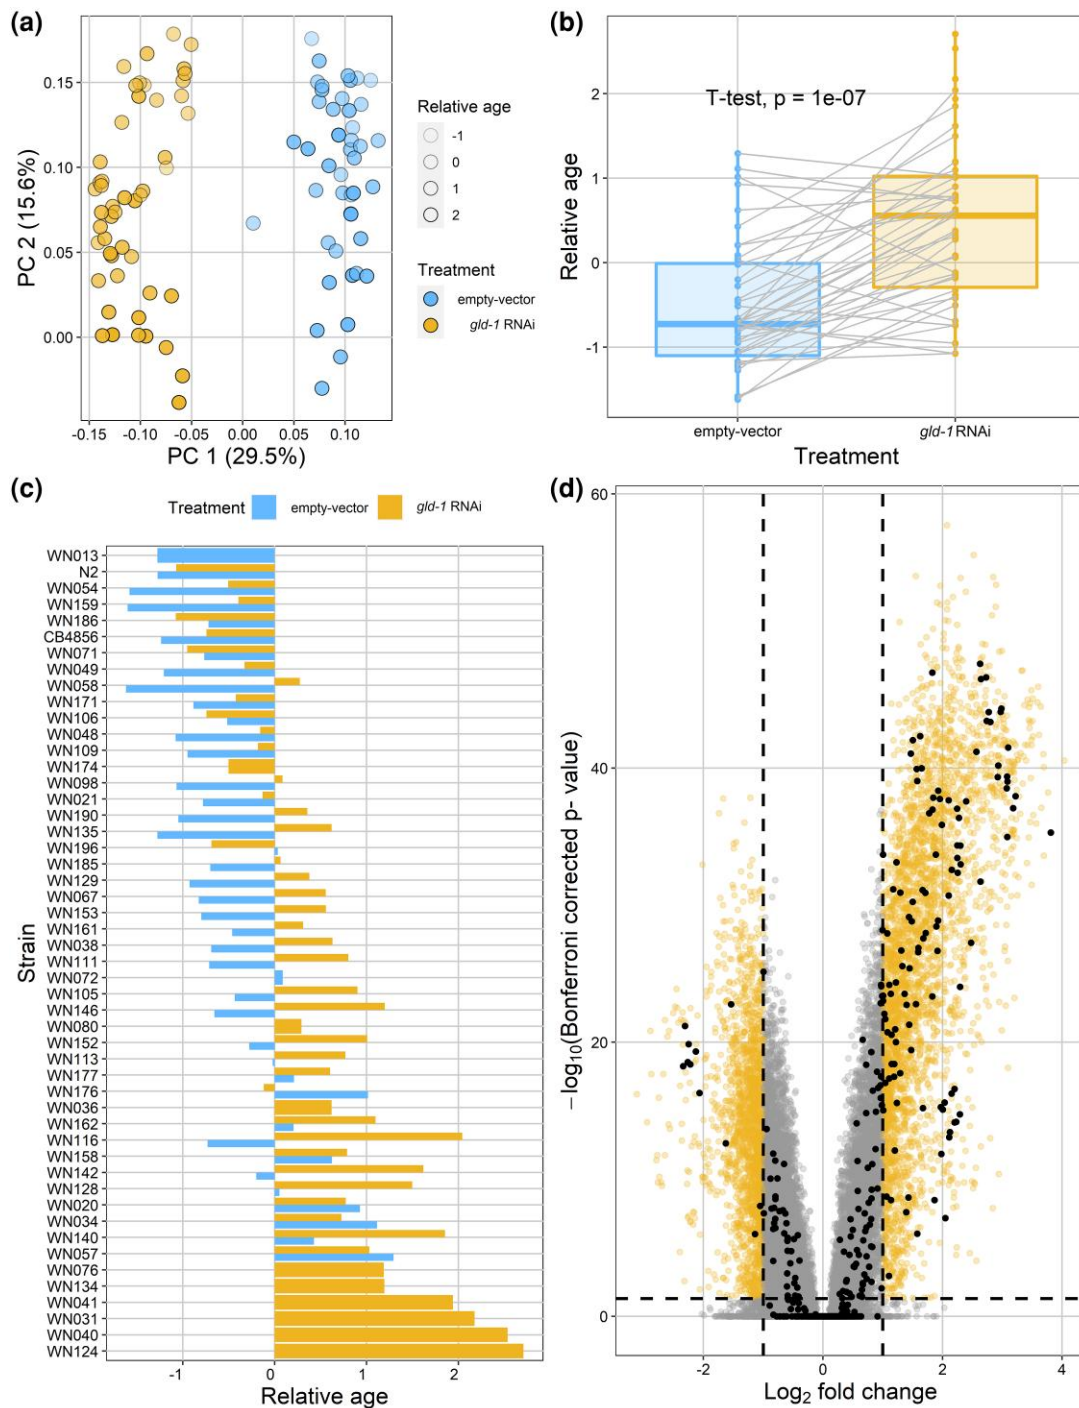 (a)
0.15
0.10
0.05
0.00
-0.15
-0.10
-0.05
0.00
0.05
0.10
PC 2 (15.6%)
PC 1 (29.5%)
Relative age
-1
0
1
2
Treatment
empty-vector
gld-1 RNAi
(b)
T-test, p = 1e-07
2
1
0
-1
Relative age
empty-vector
gld-1 RNAi
Treatment
(c)
Treatment
empty-vector
gld-1 RNAi
WN013
N2
WN054
WN159
WN186
CB4856
WN071
WN049
WN058
WN171
WN106
WN048
WN109
WN174
WN098
WN021
WN190
WN135
WN196
WN185
WN129
WN067
WN153
WN161
WN038
WN111
WN072
WN105
WN146
WN080
WN152
WN113
WN177
WN176
WN036
WN162
WN116
WN158
WN142
WN128
WN020
WN034
WN140
WN057
WN076
WN134
WN041
WN031
WN040
WN124
Strain
-1
0
1
2
Relative age
(d)
60
40
20
0
−log₁₀(Bonferroni corrected p- value)
-2
0
2
4
Log₂ fold change